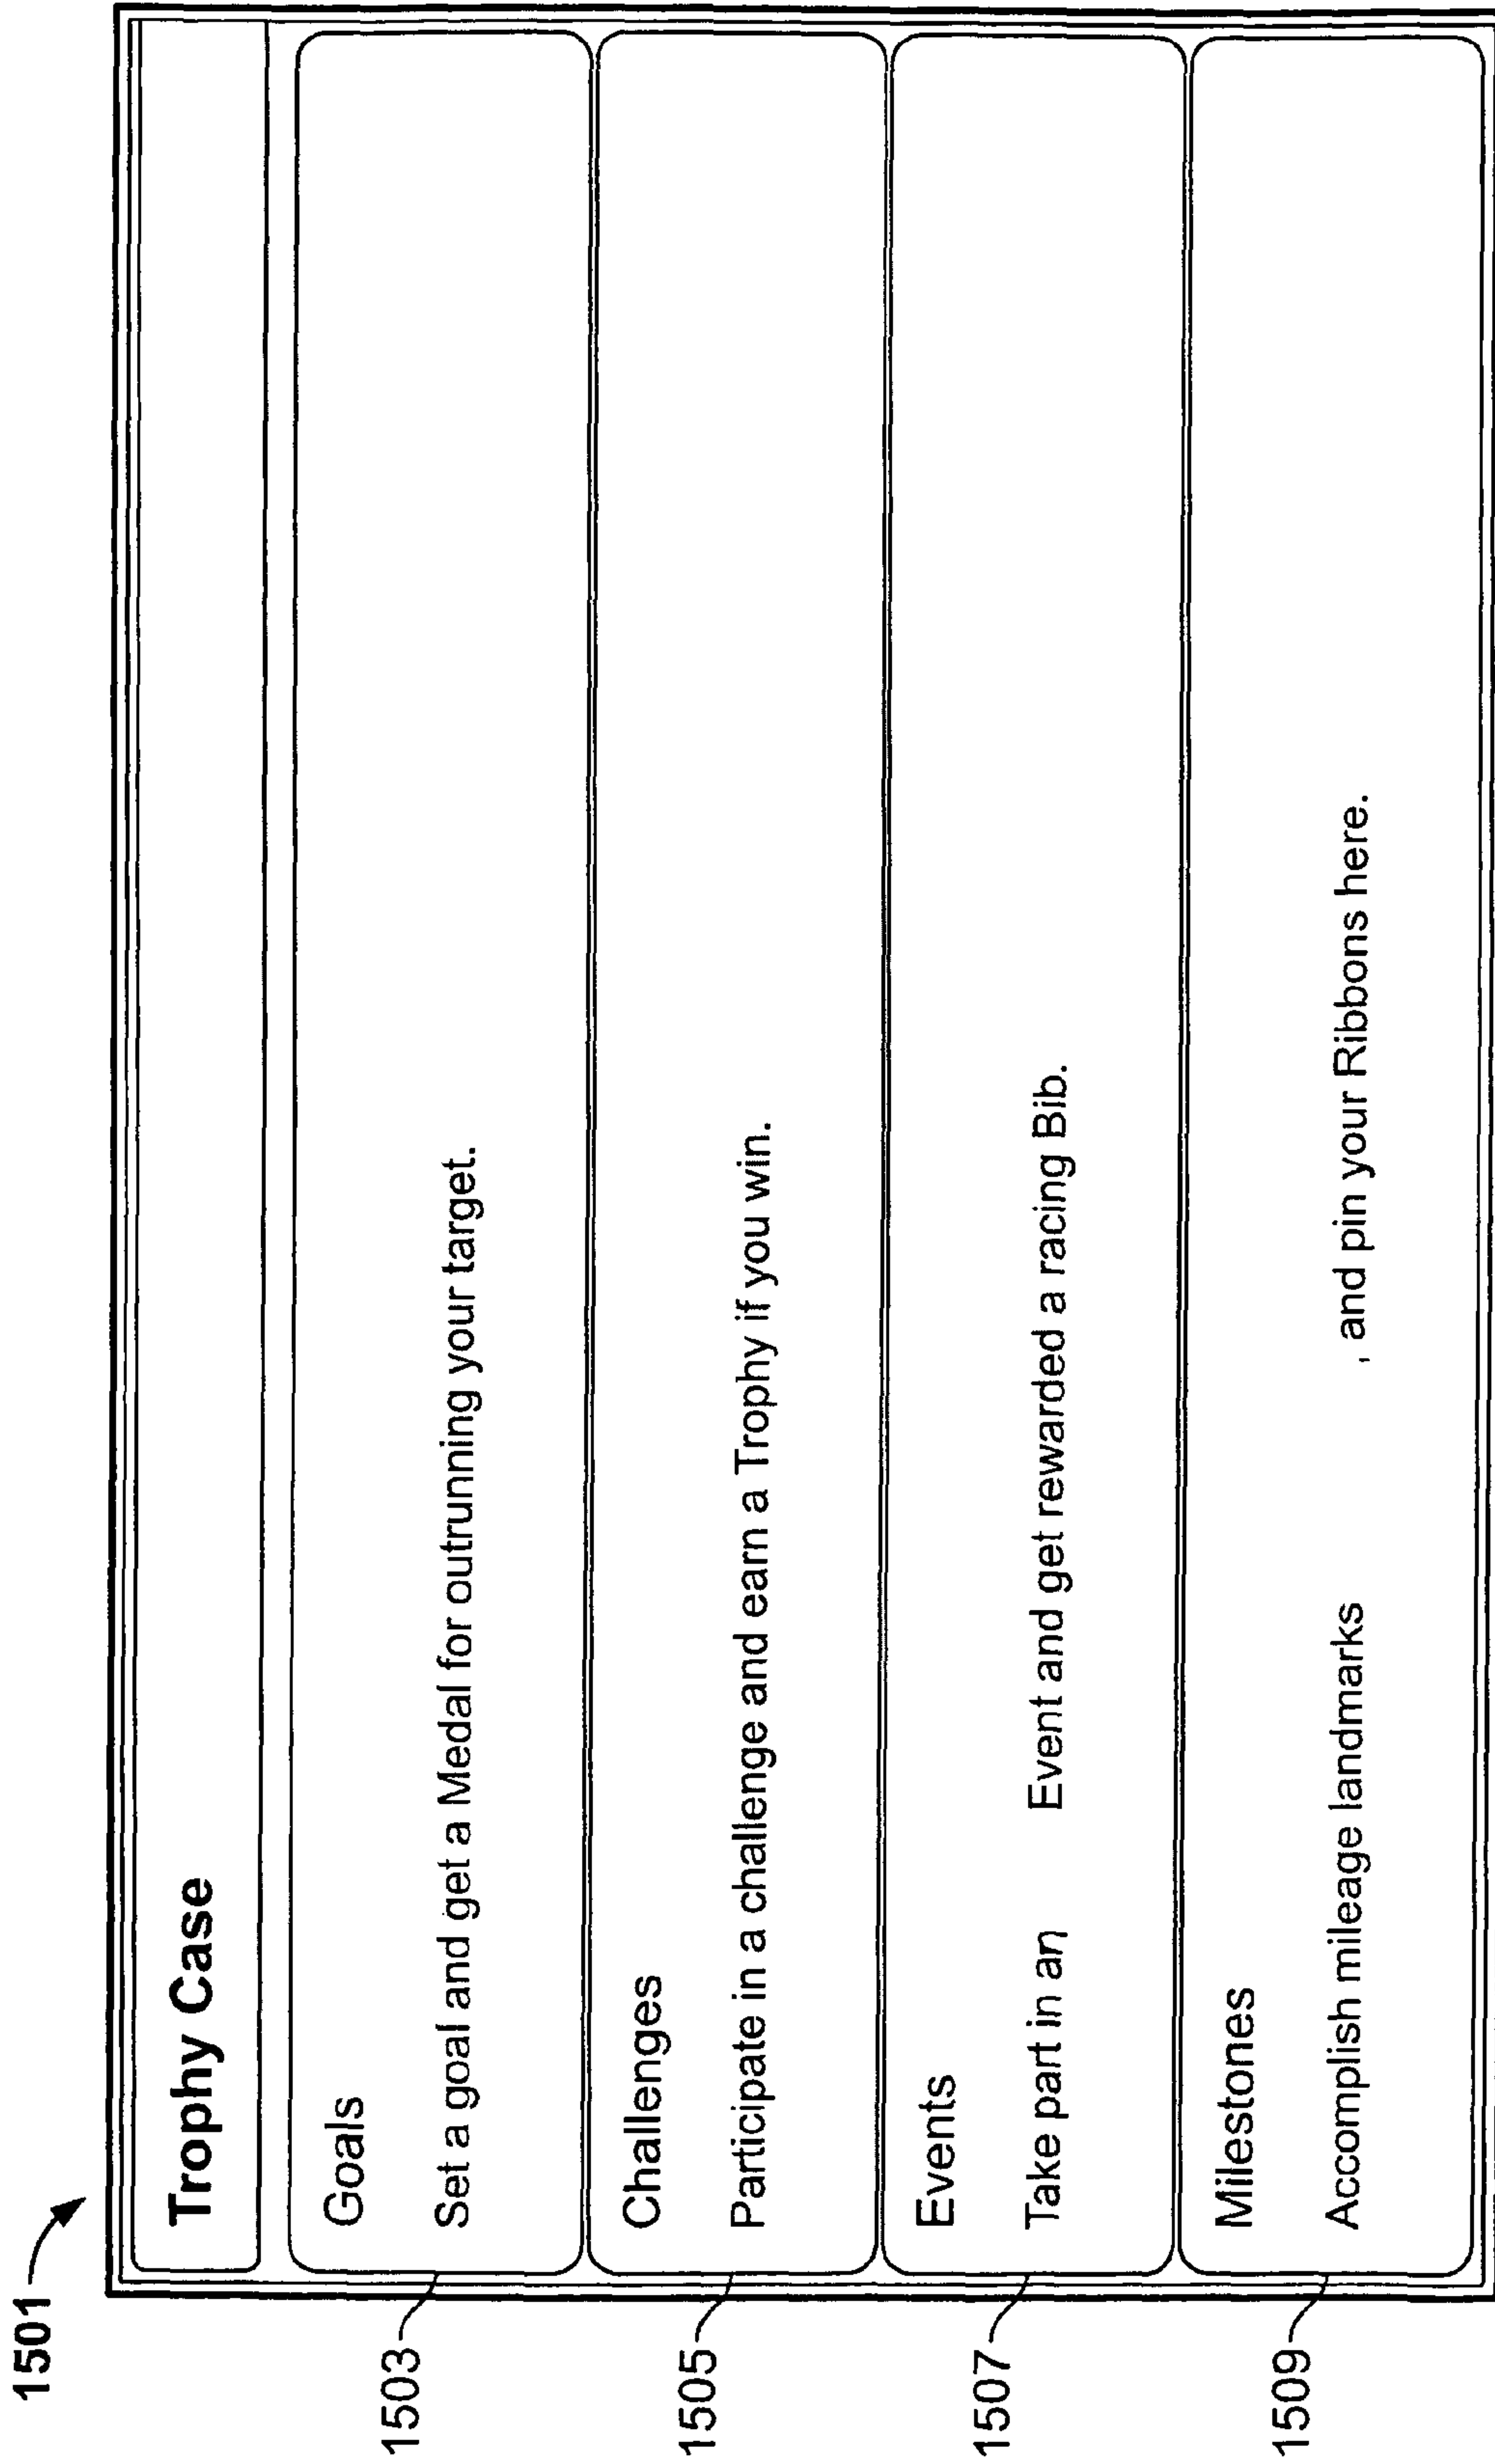 1501
Trophy Case
1503
Goals
Set a goal and get a Medal for outrunning your target.
1505
Challenges
Participate in a challenge and earn a Trophy if you win.
1507
Events
Take part in an Event and get rewarded a racing Bib.
1509
Milestones
Accomplish mileage landmarks , and pin your Ribbons here.